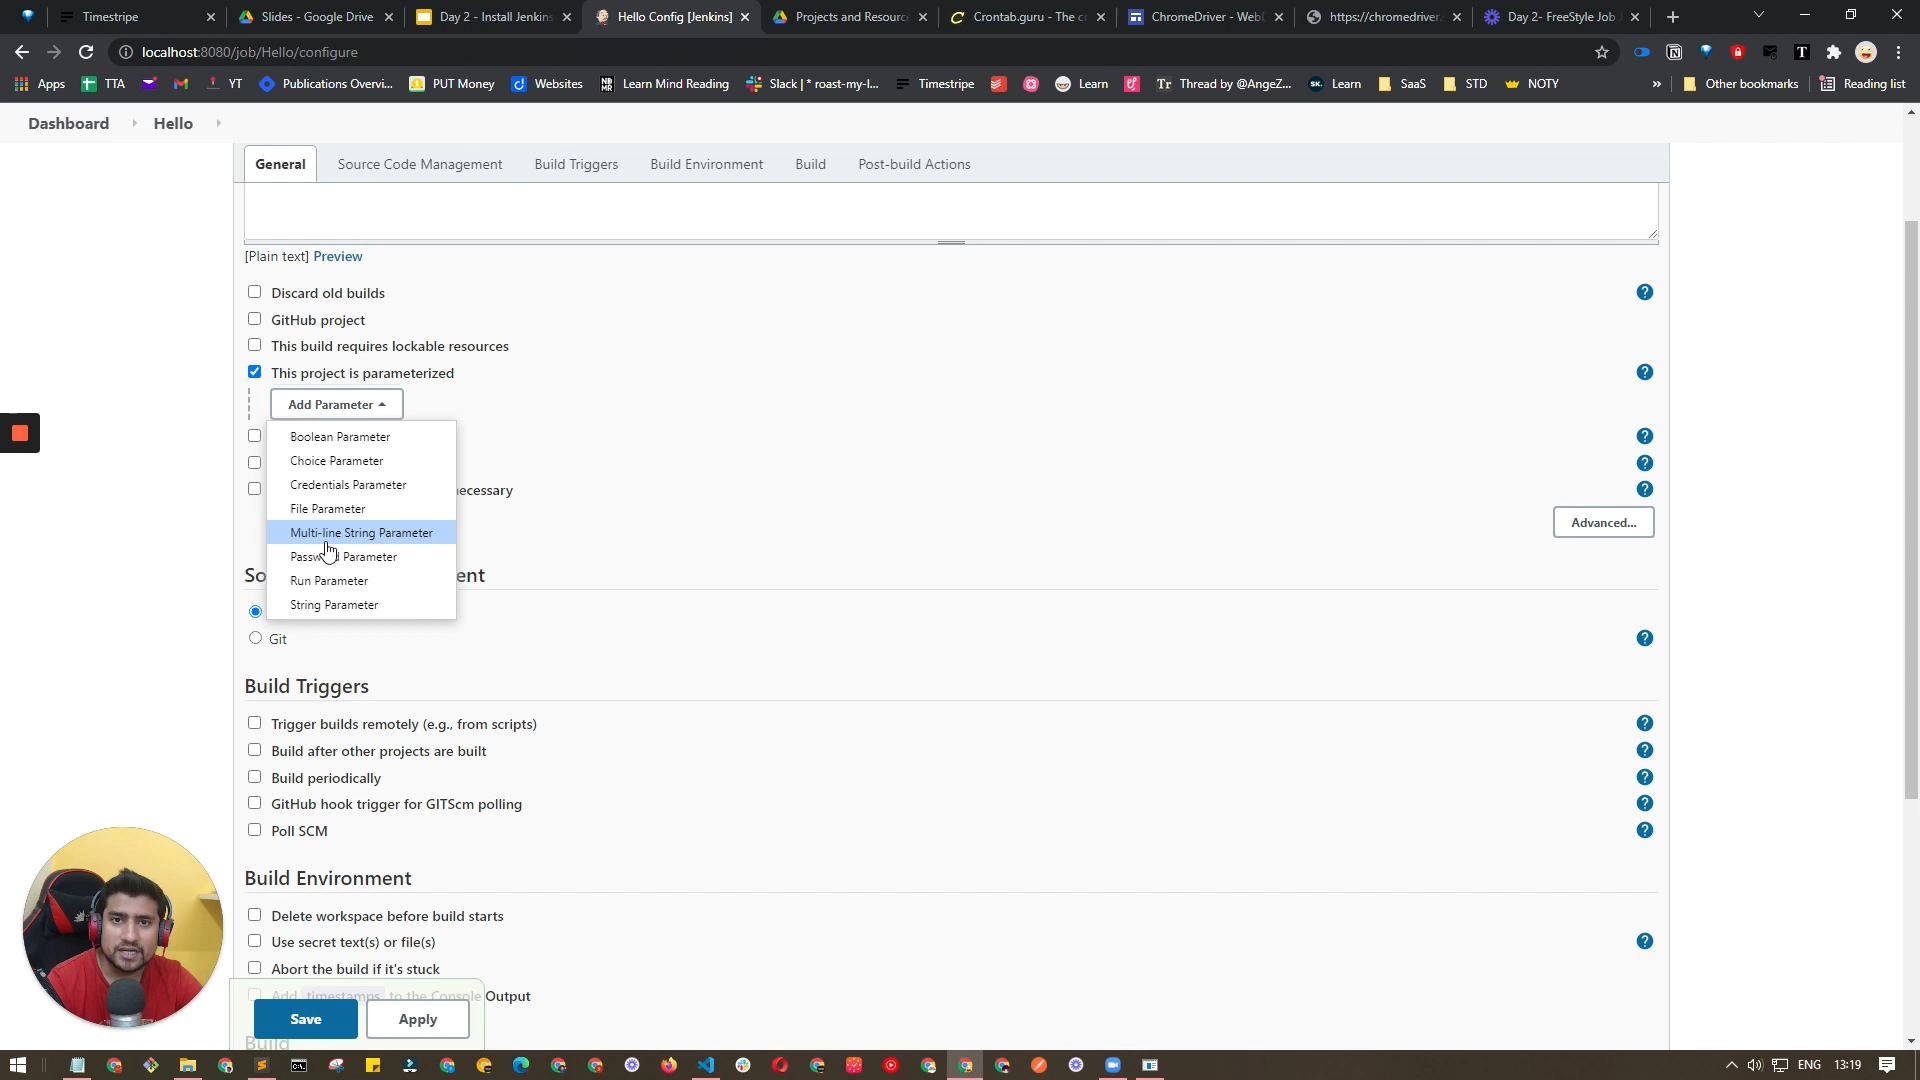 Timestripe
Slides - Google Drive
Day 2 - Install Jenkins
Hello Config [Jenkins]
Projects and Resource
Crontab.guru - The c
ChromeDriver - Web
https://chromedriver.
Day 2- FreeStyle Job
localhost:8080/job/Hello/configure
Apps
TTA
YT
Publications Overvi...
PUT Money
Websites
Learn Mind Reading
Slack | * roast-my-l...
Timestripe
Learn
Thread by @AngeZ...
Learn
SaaS
STD
NOTY
»
Other bookmarks
Reading list
Dashboard
Hello
General
Source Code Management
Build Triggers
Build Environment
Build
Post-build Actions
[Plain text] Preview
Discard old builds
GitHub project
This build requires lockable resources
This project is parameterized
Add Parameter
Boolean Parameter
Choice Parameter
Credentials Parameter
ecessary
File Parameter
Advanced...
Multi-line String Parameter
Parameter
So ent
Run Parameter
String Parameter
Git
Build Triggers
Trigger builds remotely (e.g., from scripts)
Build after other projects are built
Build periodically
GitHub hook trigger for GITScm polling
Poll SCM
Build Environment
Delete workspace before build starts
Use secret text(s) or file(s)
Abort the build if it's stuck
Add timestamps to the Console Output
Save
Apply
Build
ENG
13:19